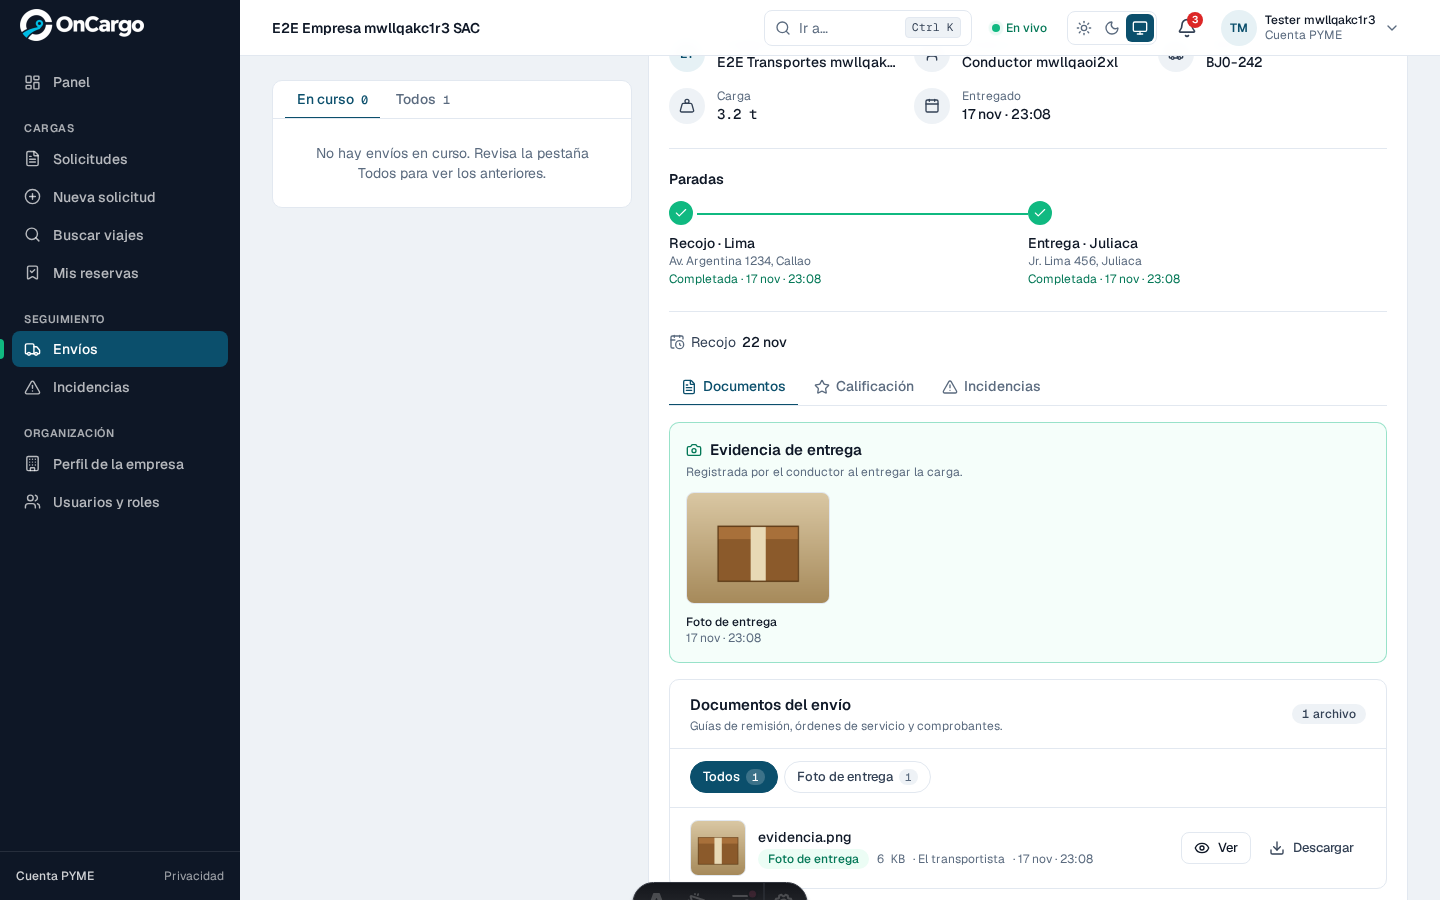 OnCargo
E2E Empresa mwllqakc1r3 SAC
Ir a...
Ctrl K
En vivo
3
TM
Tester mwllqakc1r3
Cuenta PYME
Panel
CARGAS
Solicitudes
Nueva solicitud
Buscar viajes
Mis reservas
SEGUIMIENTO
Envíos
Incidencias
ORGANIZACIÓN
Perfil de la empresa
Usuarios y roles
Cuenta PYME
Privacidad
En curso 0
Todos 1
No hay envíos en curso. Revisa la pestaña
Todos para ver los anteriores.
E2E Transportes mwllqak...
Conductor mwllqaoi2xl
BJ0-242
Carga
3.2 t
Entregado
17 nov · 23:08
Paradas
Recojo · Lima
Av. Argentina 1234, Callao
Completada · 17 nov · 23:08
Entrega · Juliaca
Jr. Lima 456, Juliaca
Completada · 17 nov · 23:08
Recojo 22 nov
Documentos
Calificación
Incidencias
Evidencia de entrega
Registrada por el conductor al entregar la carga.
Foto de entrega
17 nov · 23:08
Documentos del envío
Guías de remisión, órdenes de servicio y comprobantes.
1 archivo
Todos 1
Foto de entrega 1
evidencia.png
Foto de entrega 6 KB · El transportista · 17 nov · 23:08
Ver
Descargar